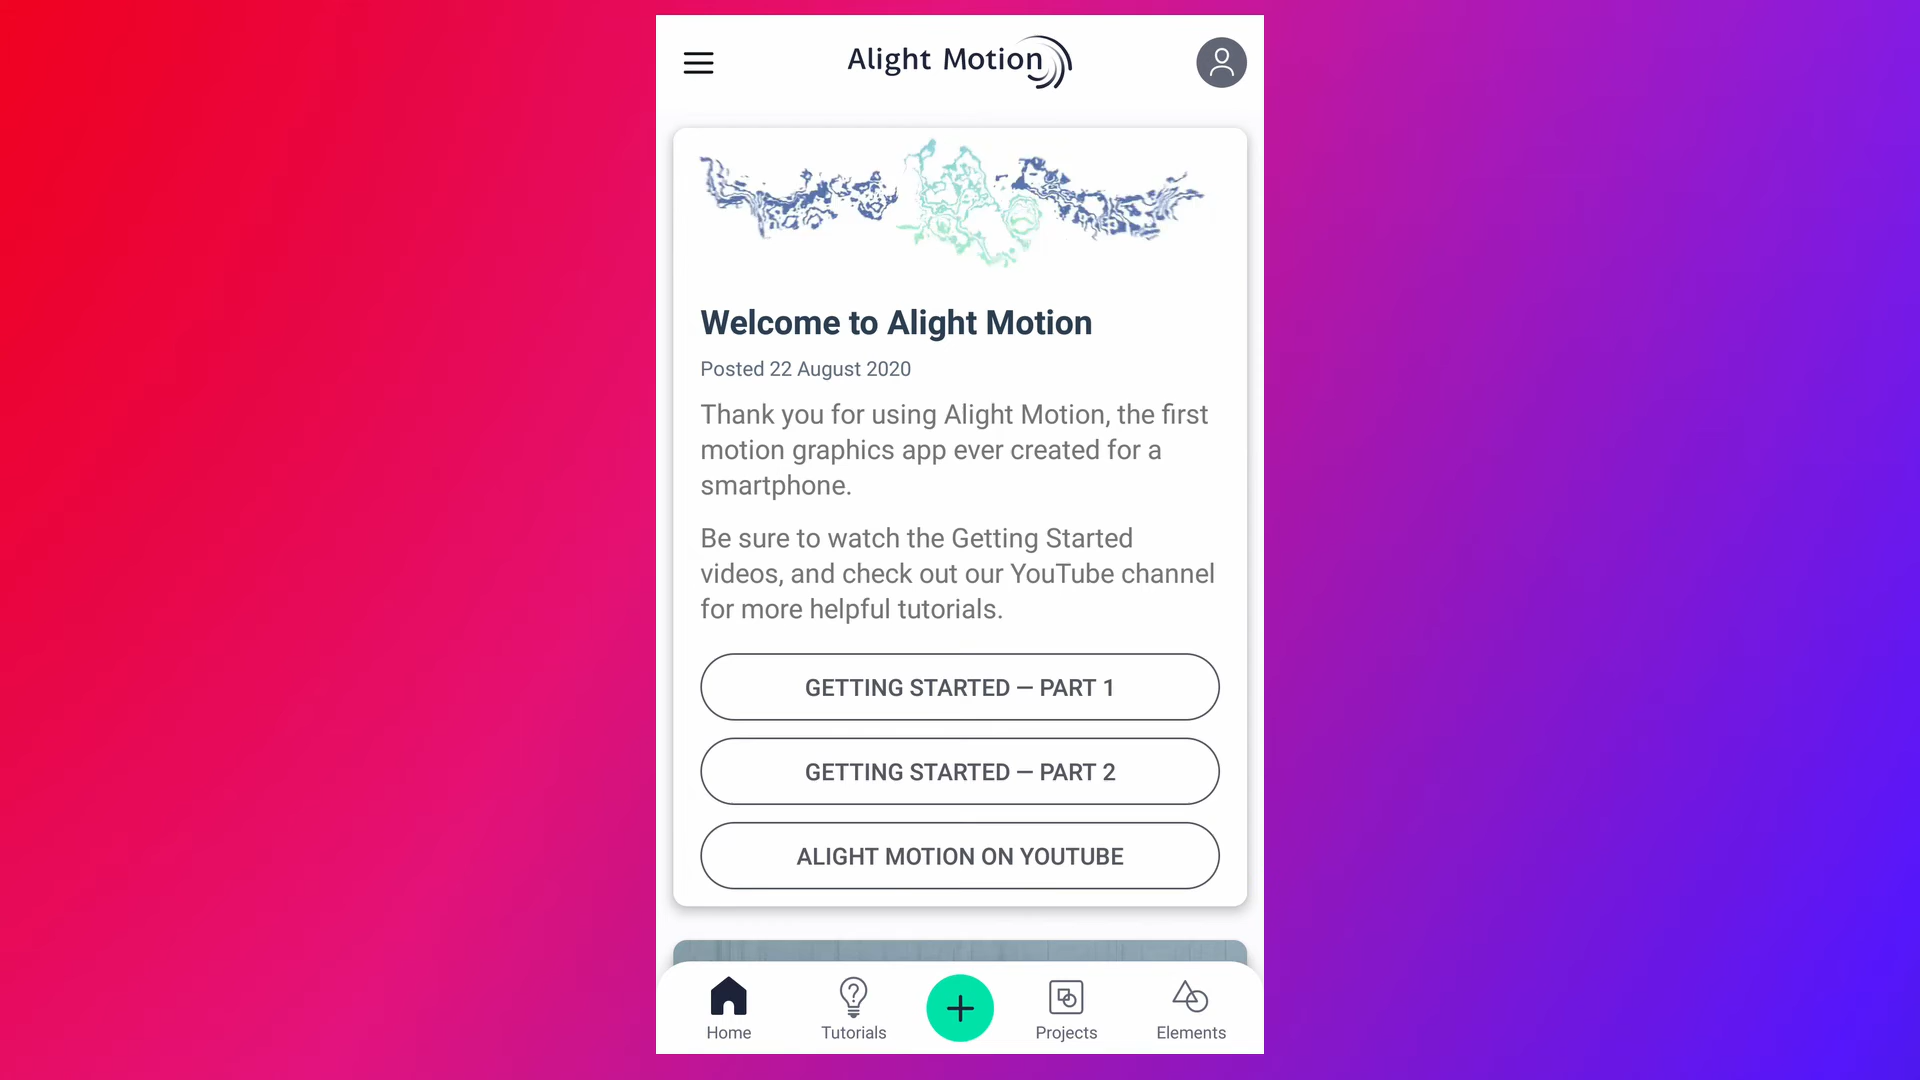 Alight Motion
Welcome to Alight Motion
Posted 22 August 2020
Thank you for using Alight Motion, the first
motion graphics app ever created for a
smartphone.
Be sure to watch the Getting Started
videos, and check out our YouTube channel
for more helpful tutorials.
GETTING STARTED — PART 1
GETTING STARTED — PART 2
ALIGHT MOTION ON YOUTUBE
Home
Tutorials
Projects
Elements